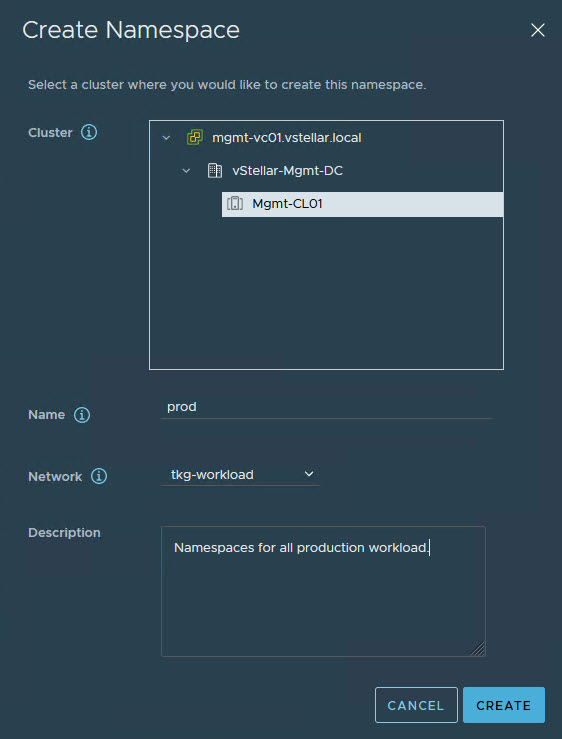 Create Namespace
Select a cluster where you would like to create this namespace.
Cluster
mgmt-vc01.vstellar.local
vStellar-Mgmt-DC
Mgmt-CL01
Name
prod
Network
tkg-workload
Description
Namespaces for all production workload.
CANCEL
CREATE